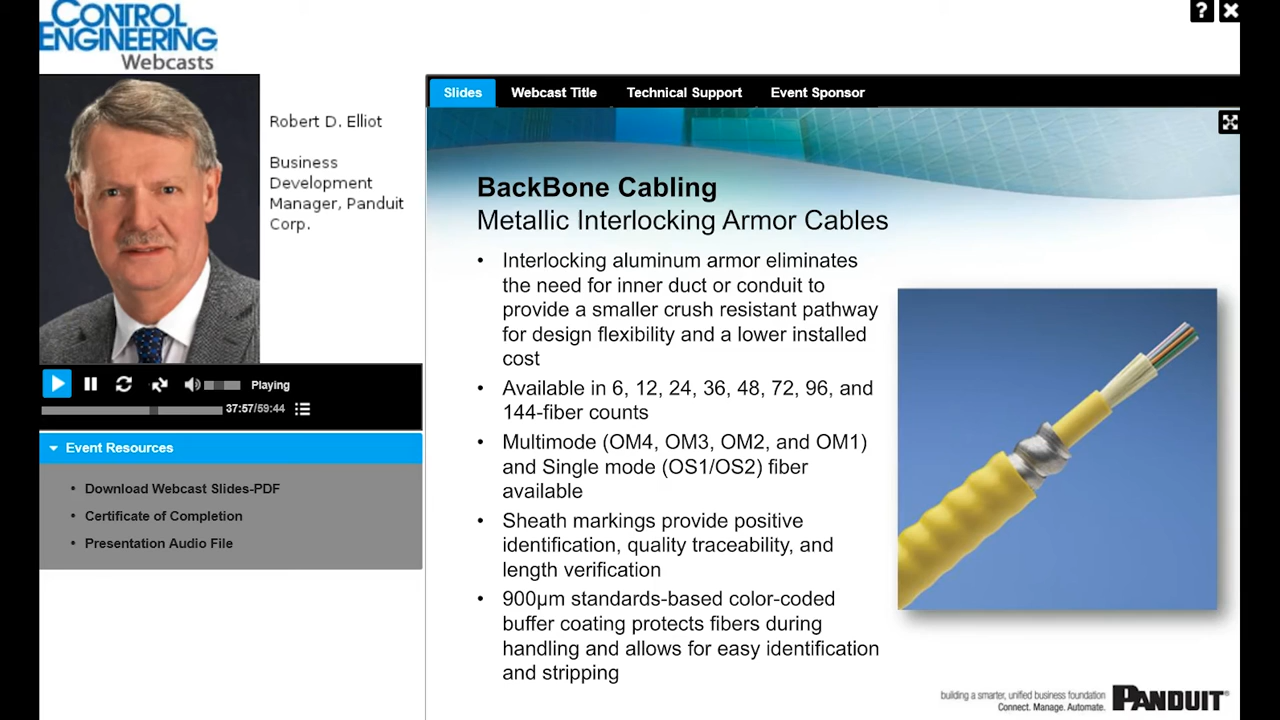 CONTROL
ENGINEERING
Webcasts
? 
Robert D. Elliot
Business
Development
Manager, Panduit
Corp.
Playing
37:57/59:44
Event Resources
• Download Webcast Slides-PDF
• Certificate of Completion
• Presentation Audio File
Slides Webcast Title Technical Support Event Sponsor
BackBone Cabling
Metallic Interlocking Armor Cables
• Interlocking aluminum armor eliminates
the need for inner duct or conduit to
provide a smaller crush resistant pathway
for design flexibility and a lower installed
cost
• Available in 6, 12, 24, 36, 48, 72, 96, and
144-fiber counts
• Multimode (OM4, OM3, OM2, and OM1)
and Single mode (OS1/OS2) fiber
available
• Sheath markings provide positive
identification, quality traceability, and
length verification
• 900µm standards-based color-coded
buffer coating protects fibers during
handling and allows for easy identification
and stripping
building a smarter, unified business foundation
Connect. Manage. Automate.
PANDUIT®